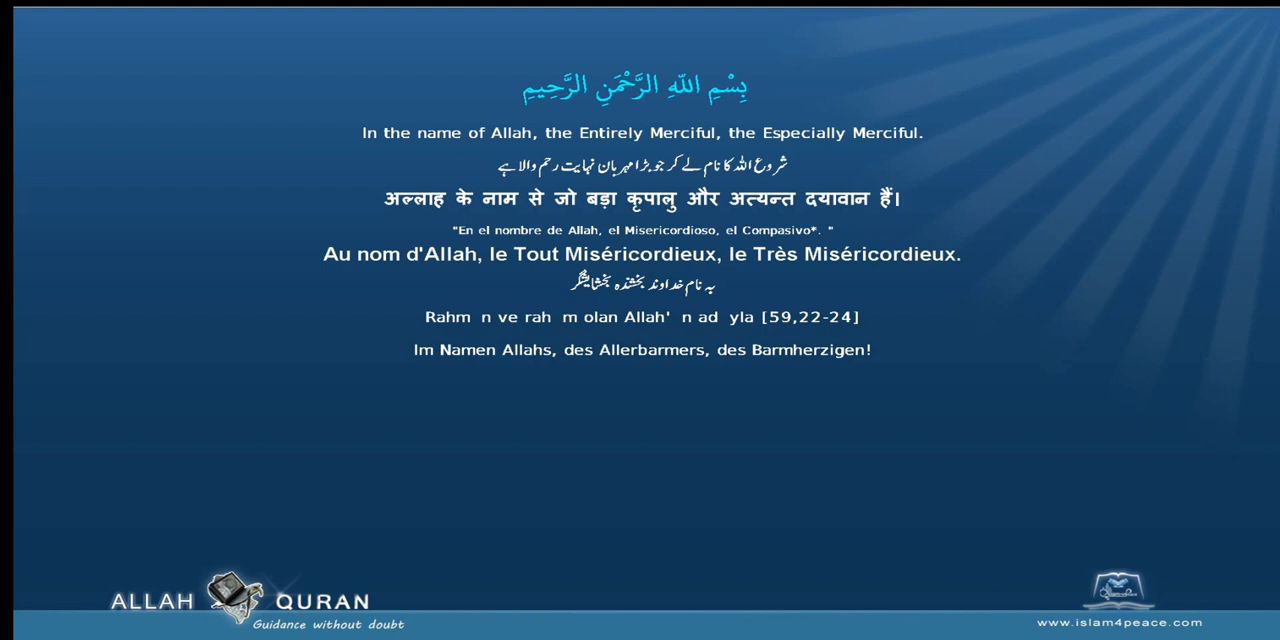 بِسْمِ اللَّهِ الرَّحْمَنِ الرَّحِيمِ
In the name of Allah, the Entirely Merciful, the Especially Merciful.
شروع الله کا نام لے کر جو بڑا مہربان نہایت رحم والا ہے
अल्लाह के नाम से जो बड़ा कृपालु और अत्यन्त दयावान हैं।
"En el nombre de Allah, el Misericordioso, el Compasivo*. "
Au nom d'Allah, le Tout Miséricordieux, le Très Miséricordieux.
به نام خداوند بخشنده بخشایشگر
Rahm n ve rah m olan Allah' n ad yla [59,22-24]
Im Namen Allahs, des Allerbarmers, des Barmherzigen!
ALLAH QURAN
Guidance without doubt
www.islam4peace.com